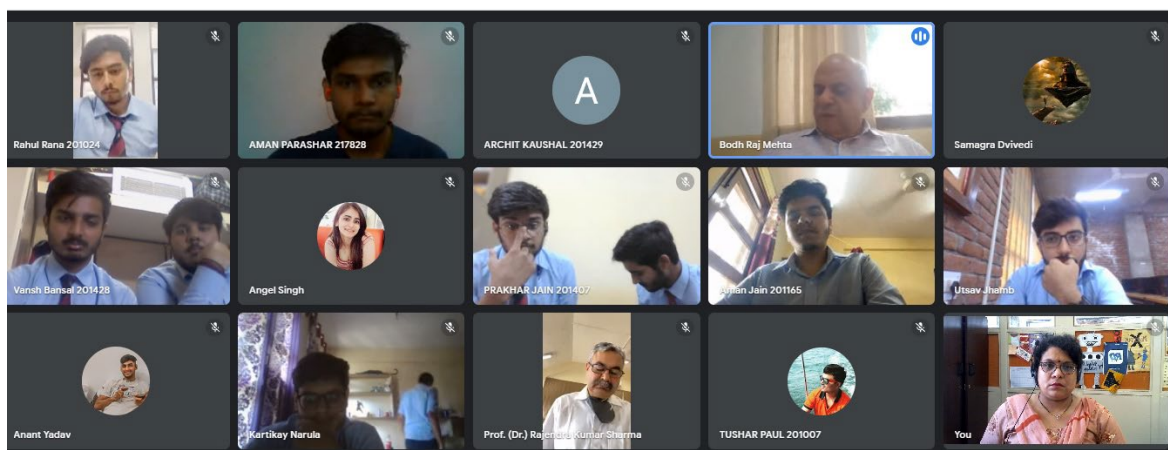 Rahul Rana 201024
AMAN PARASHAR 217828
A
ARCHIT KAUSHAL 201429
Bodh Raj Mehta
Samagra Dvivedi
Vansh Bansal 201428
Angel Singh
PRAKHAR JAIN 201407
Aman Jain 201165
Utsav Jhamb
Anant Yadav
Kartikay Narula
Prof. (Dr.) Rajendra Kumar Sharma
TUSHAR PAUL 201007
You